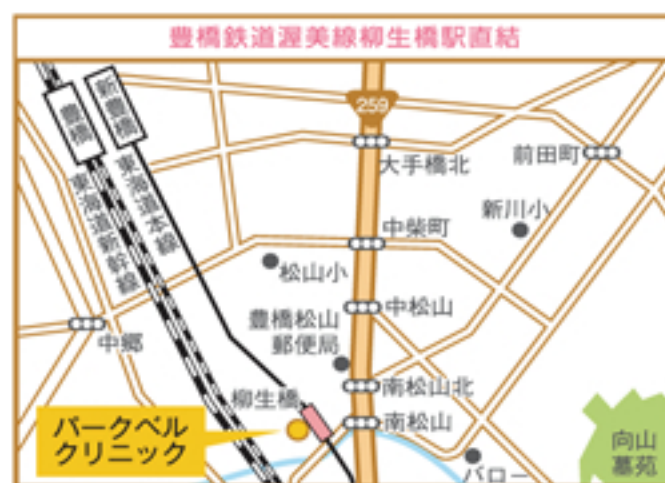 豊橋鉄道渥美線柳生橋駅直結
259
豊橋
新豊橋
東海道新幹線
東海道本線
大手橋北
前田町
中柴町
新川小
松山小
中郷
豊橋松山
郵便局
中松山
柳生橋
南松山北
南松山
パークベル
クリニック
バロー
向山
墓苑